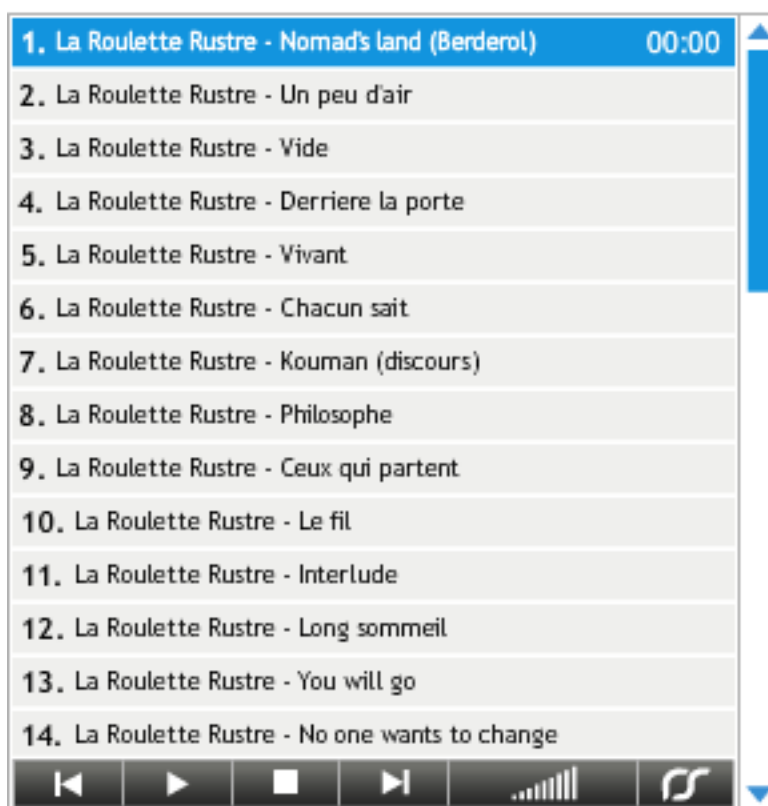 1. La Roulette Rustre - Nomad's land (Berderol) 00:00
2. La Roulette Rustre - Un peu d'air
3. La Roulette Rustre - Vide
4. La Roulette Rustre - Derriere la porte
5. La Roulette Rustre - Vivant
6. La Roulette Rustre - Chacun sait
7. La Roulette Rustre - Kouman (discours)
8. La Roulette Rustre - Philosophe
9. La Roulette Rustre - Ceux qui partent
10. La Roulette Rustre - Le fil
11. La Roulette Rustre - Interlude
12. La Roulette Rustre - Long sommeil
13. La Roulette Rustre - You will go
14. La Roulette Rustre - No one wants to change